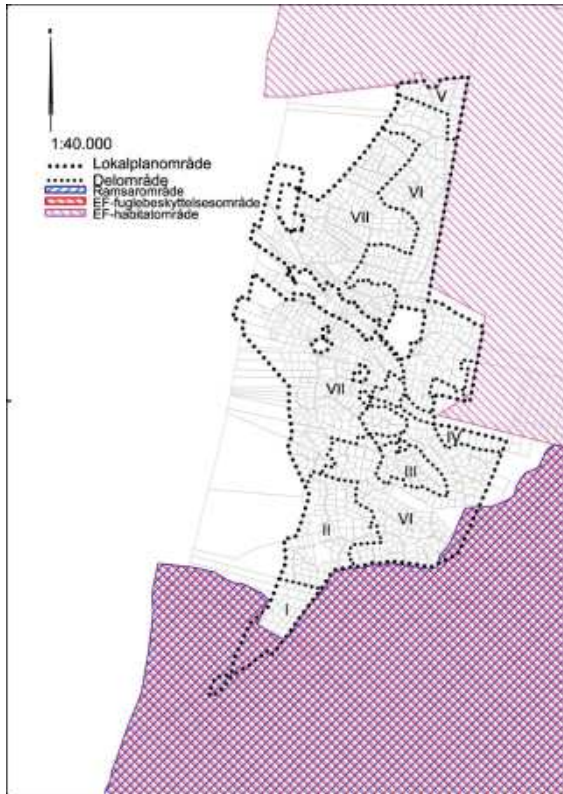 1:40.000
Lokalplanområde
Delområde
Ramsarområde
EF-fuglebeskyttelsesområde
EF-habitatområde
V
VI
VII
VII
IV
III
II
VI
I